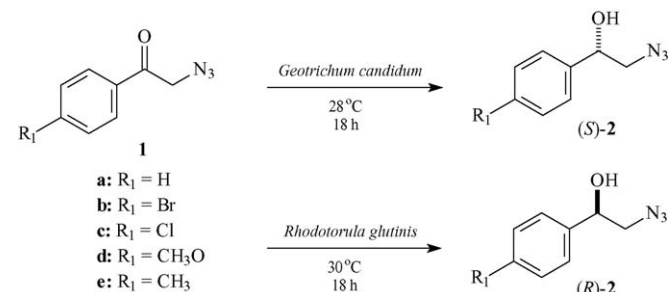 O
N₃
R₁
1
a: R₁ = H
b: R₁ = Br
c: R₁ = Cl
d: R₁ = CH₃O
e: R₁ = CH₃
Geotrichum candidum
28°C
18 h
OH
N₃
R₁
(S)-2
Rhodotorula glutinis
30°C
18 h
OH
N₃
R₁
(R)-2